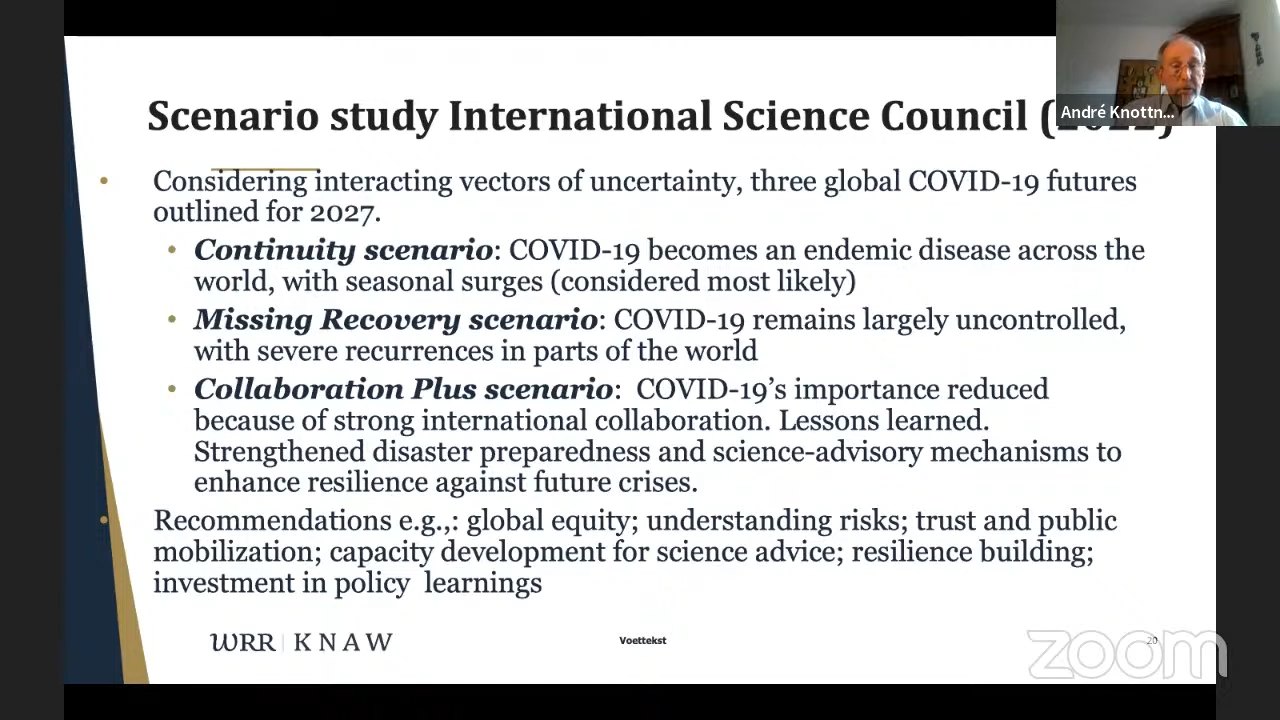 Scenario study International Science Council (
André Knottn...
Considering interacting vectors of uncertainty, three global COVID-19 futures
outlined for 2027.
Continuity scenario: COVID-19 becomes an endemic disease across the
world, with seasonal surges (considered most likely)
Missing Recovery scenario: COVID-19 remains largely uncontrolled,
with severe recurrences in parts of the world
Collaboration Plus scenario: COVID-19’s importance reduced
because of strong international collaboration. Lessons learned.
Strengthened disaster preparedness and science-advisory mechanisms to
enhance resilience against future crises.
Recommendations e.g.,: global equity; understanding risks; trust and public
mobilization; capacity development for science advice; resilience building;
investment in policy learnings
WRR | KNAW
Voettekst
20
zoom